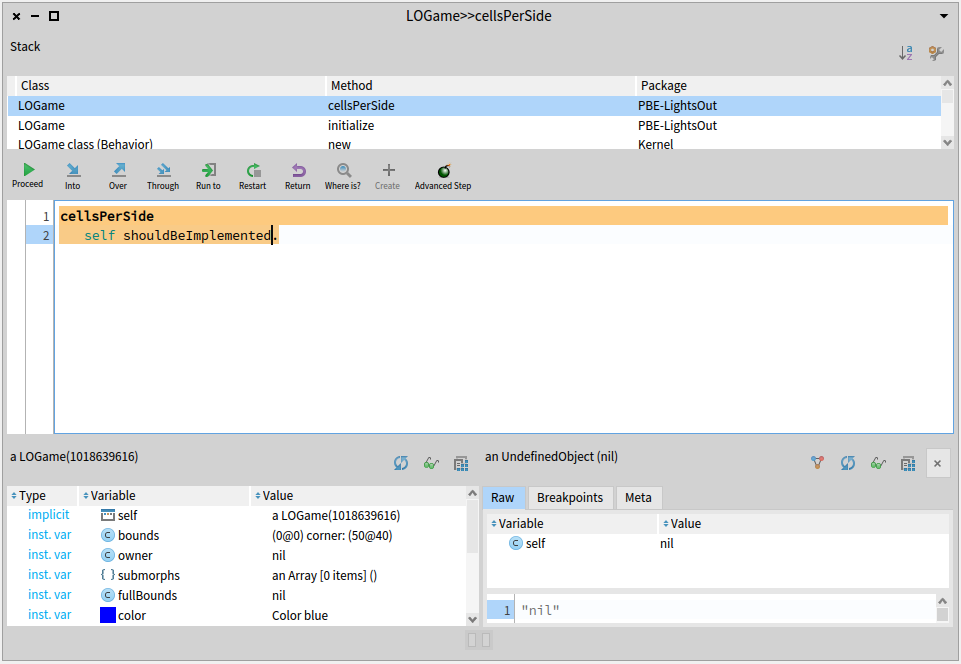 LOGame>>cellsPerSide
Stack
Class Method Package
LOGame cellsPerSide PBE-LightsOut
LOGame initialize PBE-LightsOut
LOGame class (Behavior) new Kernel
Proceed Into Over Through Run to Restart Return Where is? Create Advanced Step
1 cellsPerSide
2 self shouldBeImplemented.
a LOGame(1018639616)
Type Variable Value
implicit self a LOGame(1018639616)
inst. var C bounds (0@0) corner: (50@40)
inst. var C owner nil
inst. var { } submorphs an Array [0 items] ()
inst. var C fullBounds nil
inst. var color Color blue
an UndefinedObject (nil)
Raw Breakpoints Meta
Variable Value
C self nil
1 "nil"